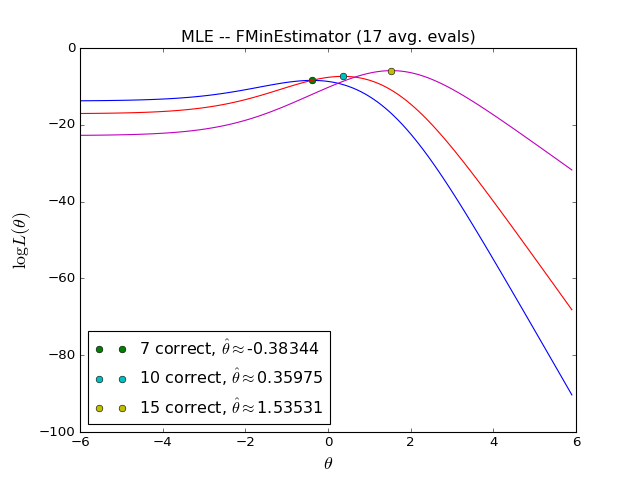 MLE -- FMinEstimator (17 avg. evals)
0
−20
−40
−60
−80
−100
log L(θ)
−6
−4
−2
0
2
4
6
θ
7 correct, θ̂ ≈ -0.38344
10 correct, θ̂ ≈ 0.35975
15 correct, θ̂ ≈ 1.53531